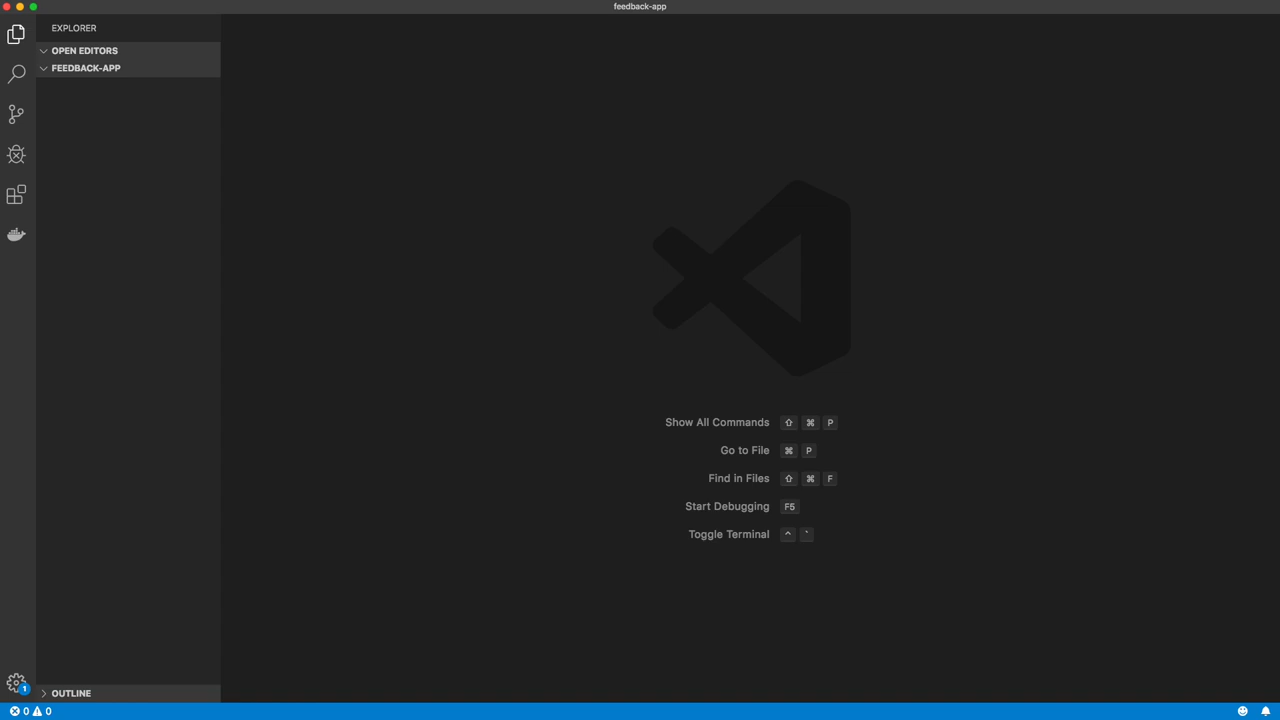 feedback-app
EXPLORER
OPEN EDITORS
FEEDBACK-APP
Show All Commands ⇧ ⌘ P
Go to File ⌘ P
Find in Files ⇧ ⌘ F
Start Debugging F5
Toggle Terminal ^ `
1
OUTLINE
0 0